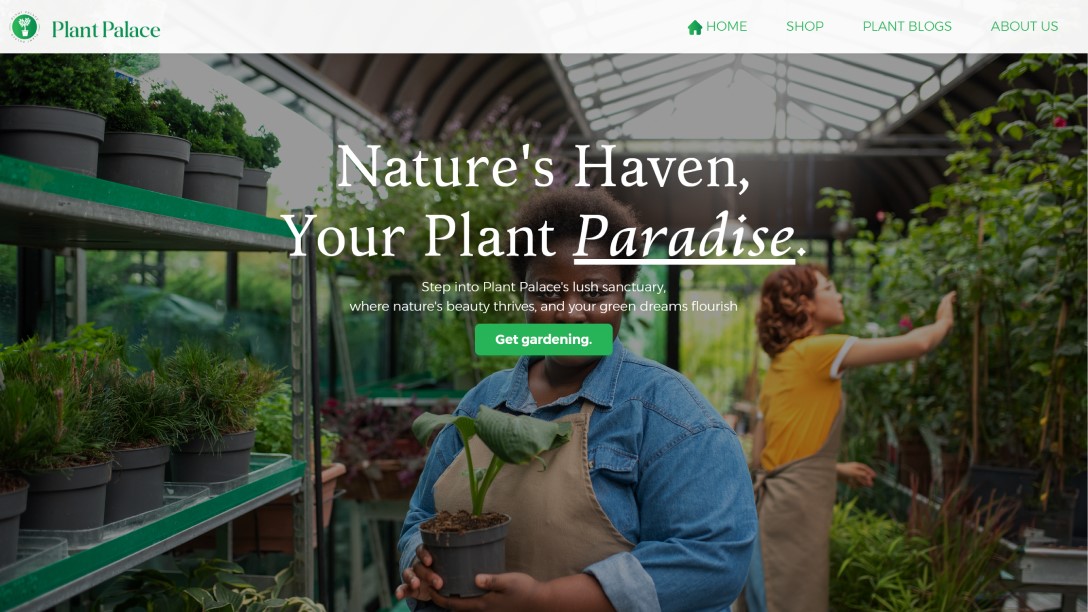 Plant Palace
HOME SHOP PLANT BLOGS ABOUT US
Nature's Haven,
Your Plant Paradise.
Step into Plant Palace's lush sanctuary,
where nature's beauty thrives, and your green dreams flourish
Get gardening.